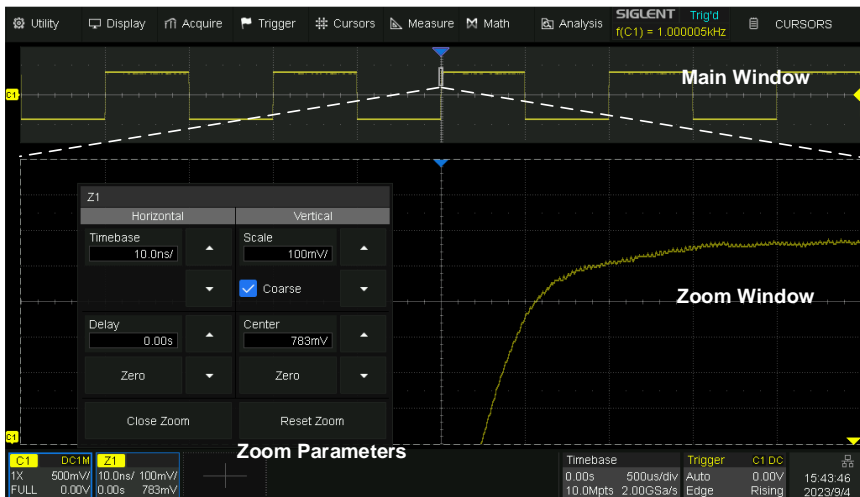 Utility Display Acquire Trigger Cursors Measure Math Analysis
SIGLENT Trig'd
f(C1) = 1.000005kHz
CURSORS
Main Window
C1
Z1
Horizontal Vertical
Timebase Scale
10.0ns/ 100mV/
Coarse
Zoom Window
Delay Center
0.00s 783mV
Zero Zero
Close Zoom Reset Zoom
C1
Zoom Parameters
C1 DC1M Z1
1X 500mV/ 10.0ns/ 100mV/
FULL 0.00V 0.00s 783mV
Timebase
0.00s 500us/div
10.0Mpts 2.00GSa/s
Trigger C1 DC
Auto 0.00V
Edge Rising
15:43:46
2023/9/4